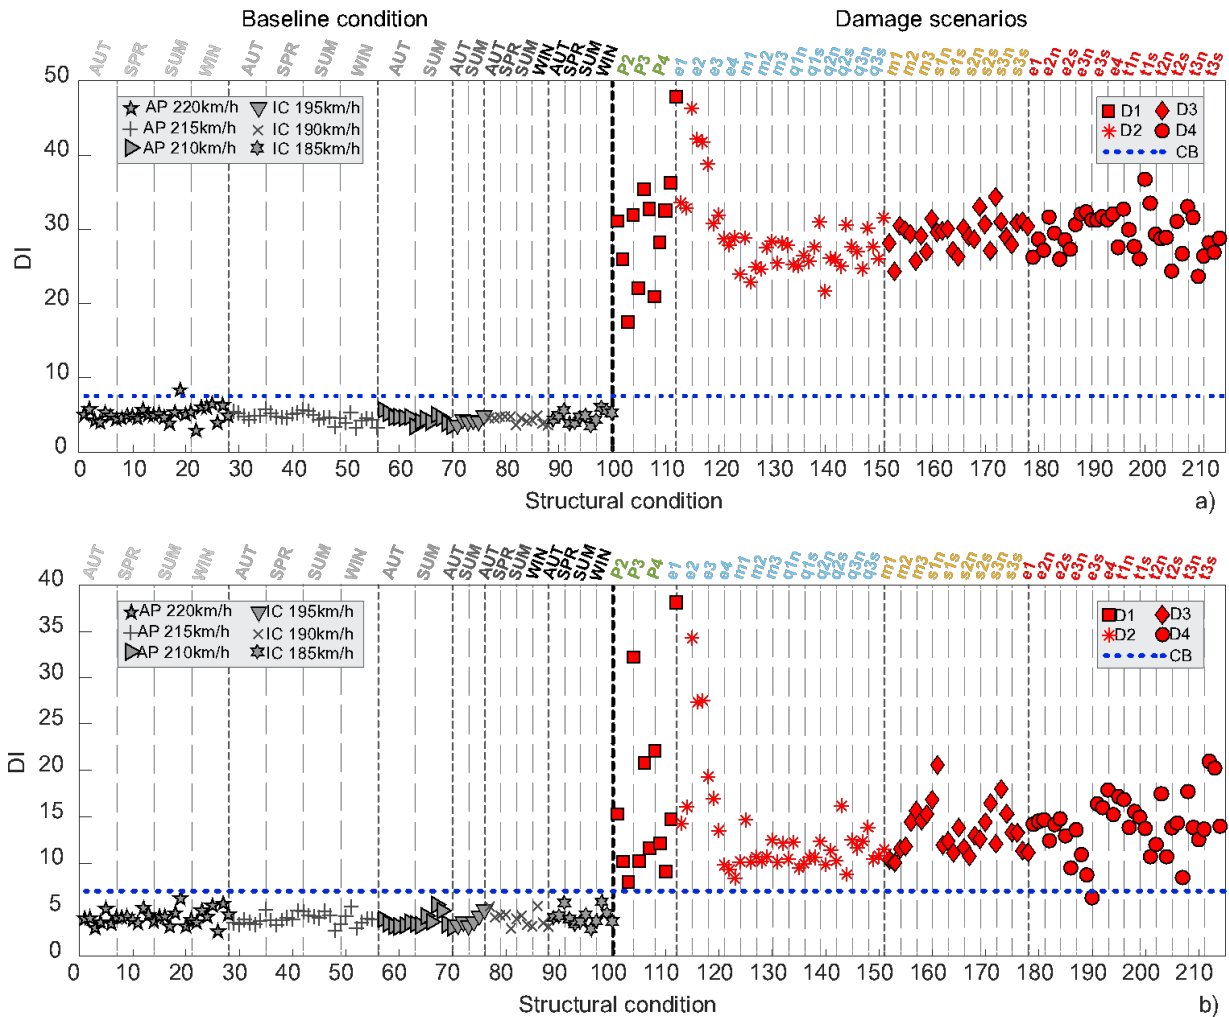 Baseline condition Damage scenarios
AUT SPR SUM WIN AUT SPR SUM WIN AUT SUM AUT SUM AUT SPR SUM WIN AUT SPR SUM WIN P2 P3 P4 e1 e2 e3 e4 m1 m2 m3 q1n q1s q2n q2s q3n q3s m1 m2 m3 s1n s1s s2n s2s s3n s3s e1 e2n e2s e3n e3s e4 t1n t1s t2n t2s t3n t3s
50
40
30
20
10
0
DI
AP 220km/h IC 195km/h
AP 215km/h IC 190km/h
AP 210km/h IC 185km/h
D1 D3
D2 D4
CB
0 10 20 30 40 50 60 70 80 90 100 110 120 130 140 150 160 170 180 190 200 210
Structural condition
a)
AUT SPR SUM WIN AUT SPR SUM WIN AUT SUM AUT SUM AUT SPR SUM WIN AUT SPR SUM WIN P2 P3 P4 e1 e2 e3 e4 m1 m2 m3 q1n q1s q2n q2s q3n q3s m1 m2 m3 s1n s1s s2n s2s s3n s3s e1 e2n e2s e3n e3s e4 t1n t1s t2n t2s t3n t3s
40
35
30
25
20
15
10
5
0
DI
AP 220km/h IC 195km/h
AP 215km/h IC 190km/h
AP 210km/h IC 185km/h
D1 D3
D2 D4
CB
0 10 20 30 40 50 60 70 80 90 100 110 120 130 140 150 160 170 180 190 200 210
Structural condition
b)